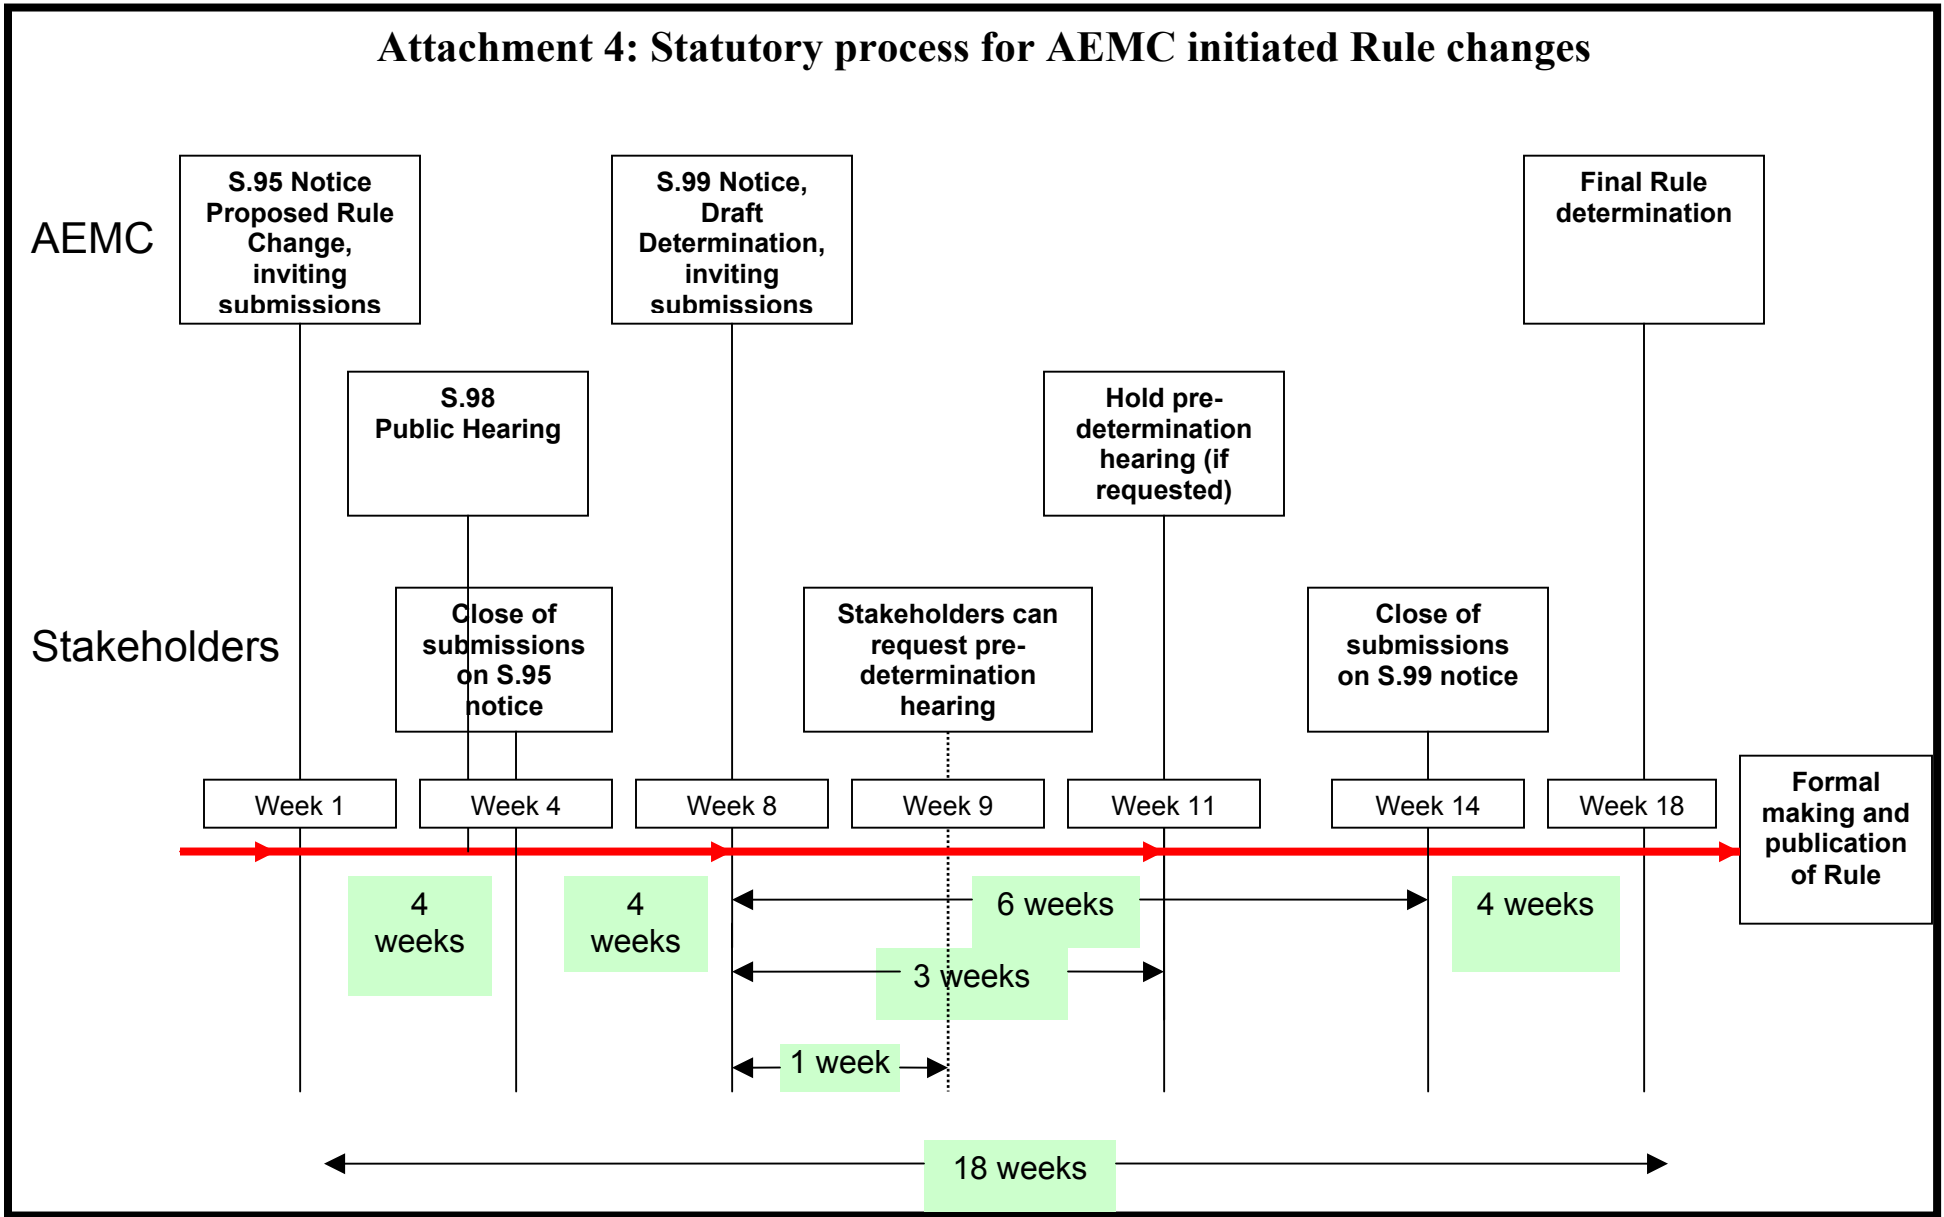 Attachment 4: Statutory process for AEMC initiated Rule changes
AEMC
S.95 Notice
Proposed Rule
Change,
inviting
submissions
S.99 Notice,
Draft
Determination,
inviting
submissions
Final Rule
determination
S.98
Public Hearing
Hold pre-
determination
hearing (if
requested)
Stakeholders
Close of
submissions
on S.95
notice
Stakeholders can
request pre-
determination
hearing
Close of
submissions
on S.99 notice
Week 1
Week 4
Week 8
Week 9
Week 11
Week 14
Week 18
Formal
making and
publication
of Rule
4
weeks
4
weeks
6 weeks
4 weeks
3 weeks
1 week
18 weeks